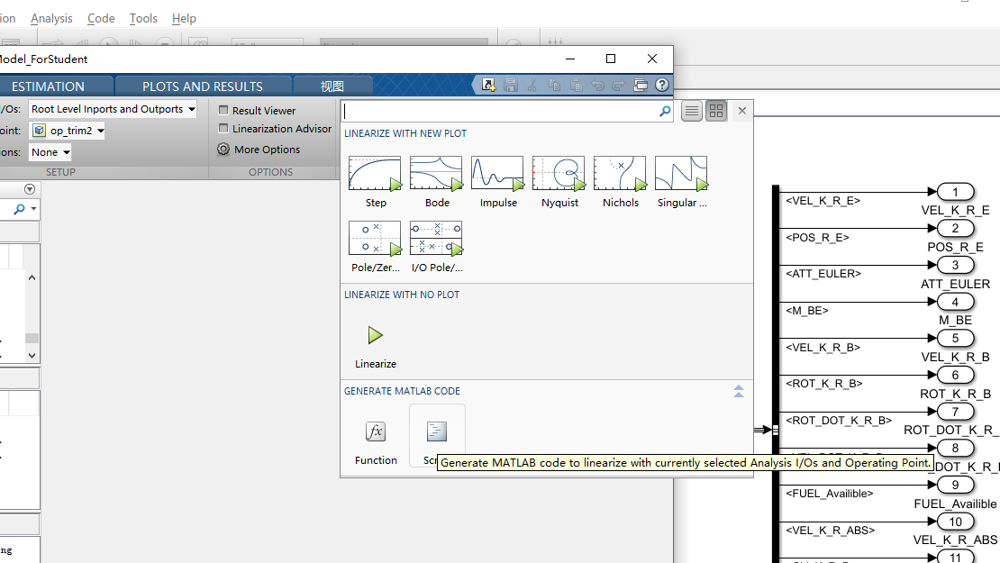 ion Analysis Code Tools Help
Model_ForStudent
ESTIMATION PLOTS AND RESULTS 视图
I/Os: Root Level Inports and Outports
oint: op_trim2
ons: None
SETUP
Result Viewer
Linearization Advisor
More Options
OPTIONS
LINEARIZE WITH NEW PLOT
Step Bode Impulse Nyquist Nichols Singular ...
Pole/Zer... I/O Pole/...
LINEARIZE WITH NO PLOT
Linearize
GENERATE MATLAB CODE
Function Scr
Generate MATLAB code to linearize with currently selected Analysis I/Os and Operating Point.
ng
<VEL_K_R_E> 1
VEL_K_R_E
<POS_R_E> 2
POS_R_E
<ATT_EULER> 3
ATT_EULER
<M_BE> 4
M_BE
<VEL_K_R_B> 5
VEL_K_R_B
<ROT_K_R_B> 6
ROT_K_R_B
<ROT_DOT_K_R_B> 7
ROT_DOT_K_R_
8
DOT_K_R_
<FUEL_Availible> 9
FUEL_Availible
<VEL_K_R_ABS> 10
VEL_K_R_ABS
11